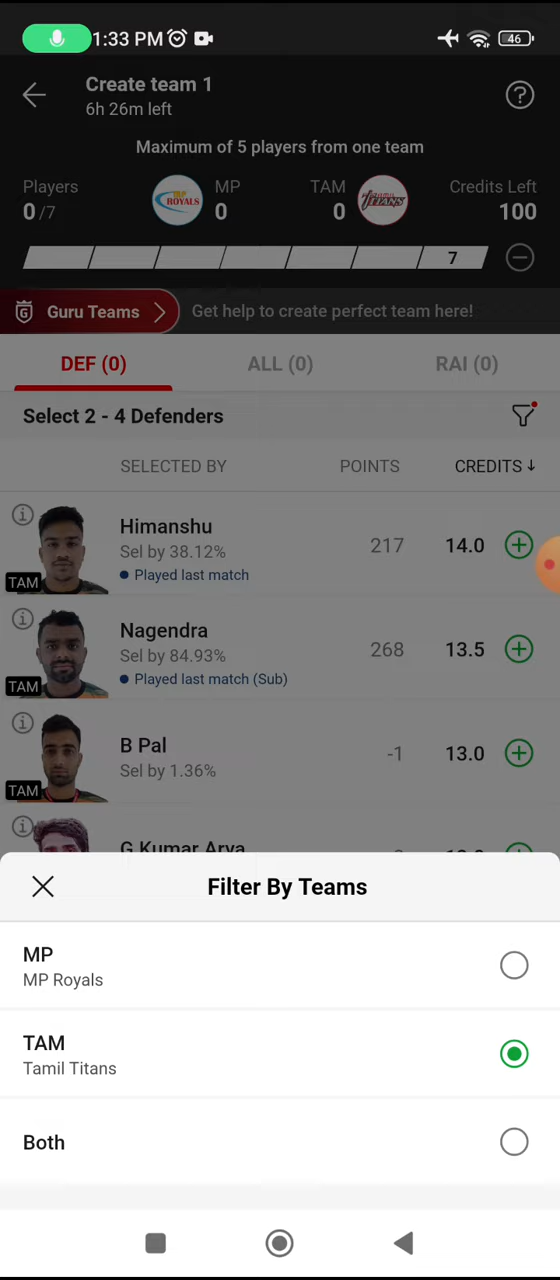 1:33 PM
46
Create team 1
6h 26m left
?
Maximum of 5 players from one team
Players
0/7
MP ROYALS
MP
0
TAM
0
TITANS
Credits Left
100
7
G Guru Teams
Get help to create perfect team here!
DEF (0) ALL (0) RAI (0)
Select 2 - 4 Defenders
SELECTED BY POINTS CREDITS ↓
i
Himanshu
Sel by 38.12%
Played last match
TAM
217 14.0 +
i
Nagendra
Sel by 84.93%
Played last match (Sub)
TAM
268 13.5 +
i
B Pal
Sel by 1.36%
TAM
-1 13.0 +
i
G Kumar Arya
Filter By Teams
MP
MP Royals
TAM
Tamil Titans
Both